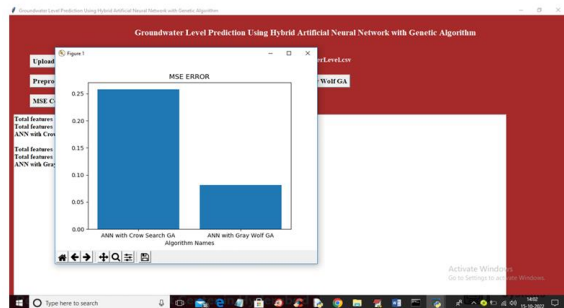 Groundwater Level Prediction Using Hybrid Artificial Neural Network with Genetic Algorithm
Groundwater Level Prediction Using Hybrid Artificial Neural Network with Genetic Algorithm
Figure 1
Upload
erLevel.csv
Prepro
Wolf GA
MSE C
Total features
Total features
ANN with Crow
Total features
Total features
ANN with Gray
MSE ERROR
0.25
0.20
0.15
0.10
0.05
0.00
ANN with Crow Search GA
ANN with Gray Wolf GA
Algorithm Names
Activate Windows
Go to Settings to activate Windows.
Type here to search
14:02
15-10-2022